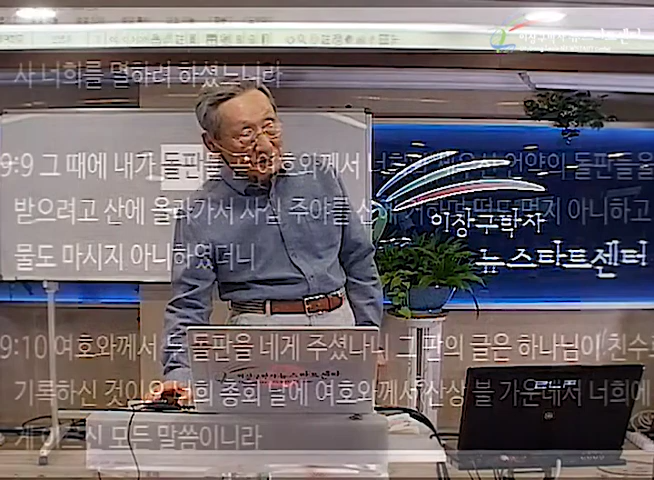 사 너희를 멸하려 하셨느니라
9:9 그 때에 내가 돌판들 곧 여호와께서 너희와 세우신 언약의 돌판들을
받으려고 산에 올라가서 사십 주야를 산에 거하며 떡도 먹지 아니하고
물도 마시지 아니하였더니
이상구박사
뉴스타트센터
9:10 여호와께서 두 돌판을 네게 주셨나니 그 판의 글은 하나님이 친수로
뉴스타트센터
기록하신 것이요 너희 총회 날에 여호와께서 산상 불 가운데서 너희에
모든 말씀이니라